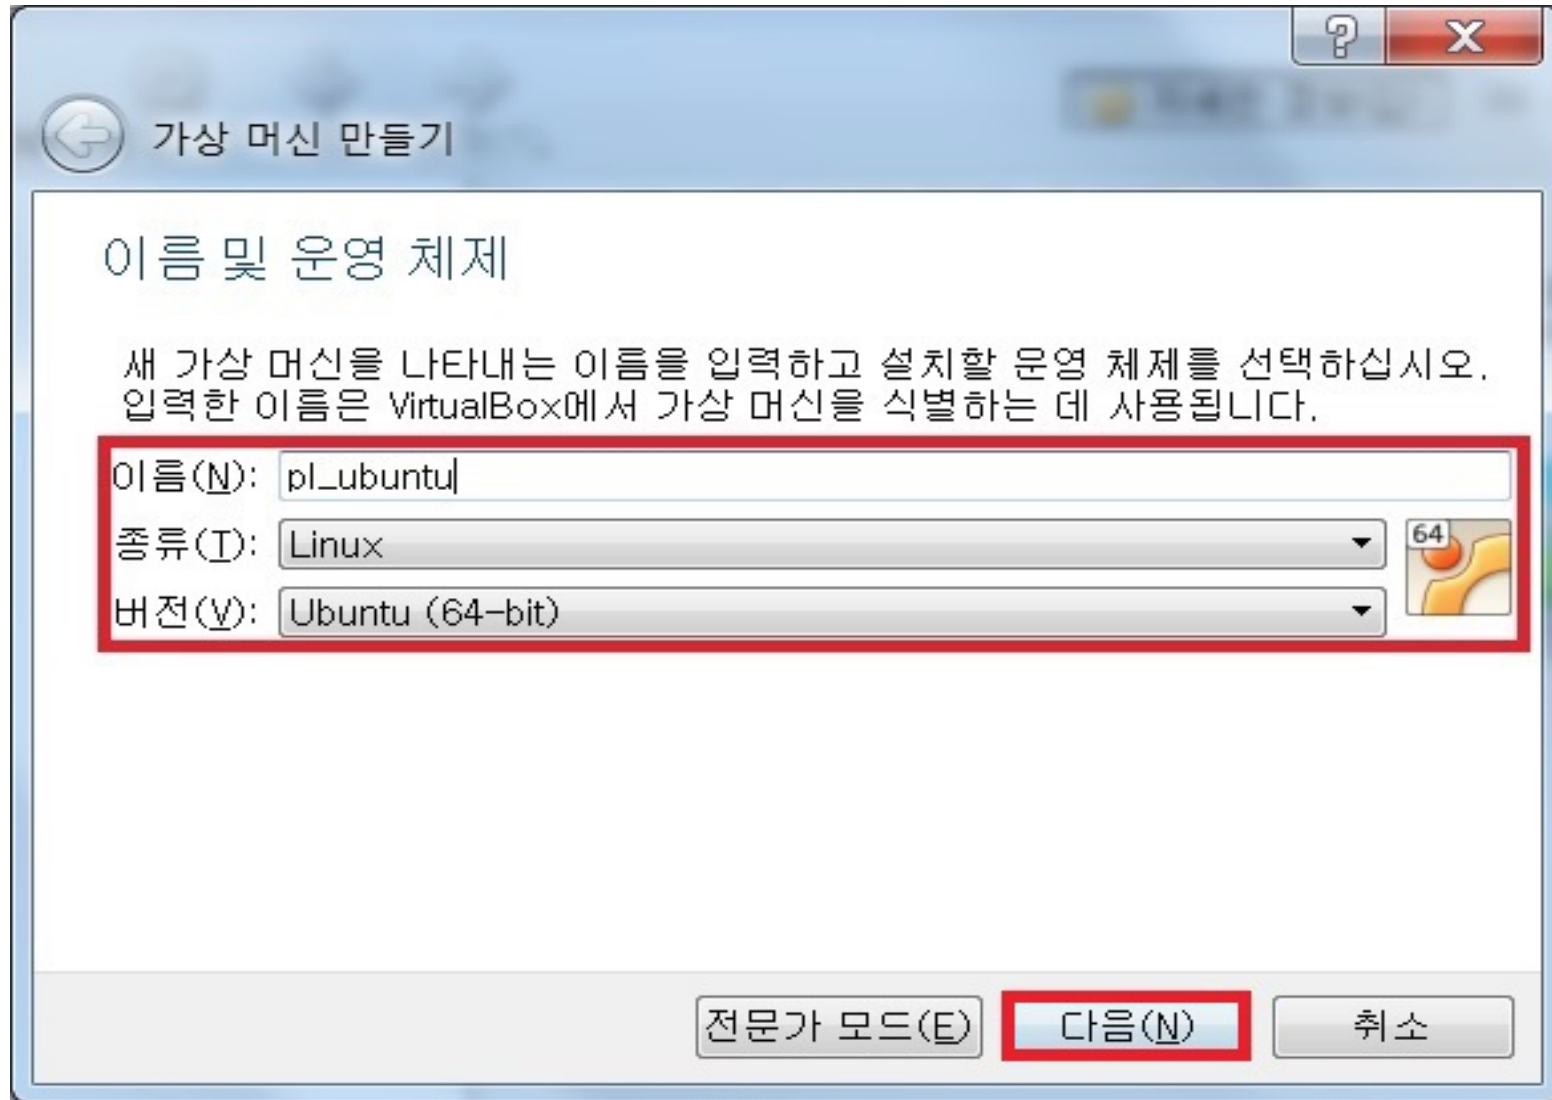 가상 머신 만들기
이름 및 운영 체제
새 가상 머신을 나타내는 이름을 입력하고 설치할 운영 체제를 선택하십시오.
입력한 이름은 VirtualBox에서 가상 머신을 식별하는 데 사용됩니다.
이름(N): pl_ubuntu
종류(T): Linux
64
버전(V): Ubuntu (64-bit)
전문가 모드(E) 다음(N) 취소